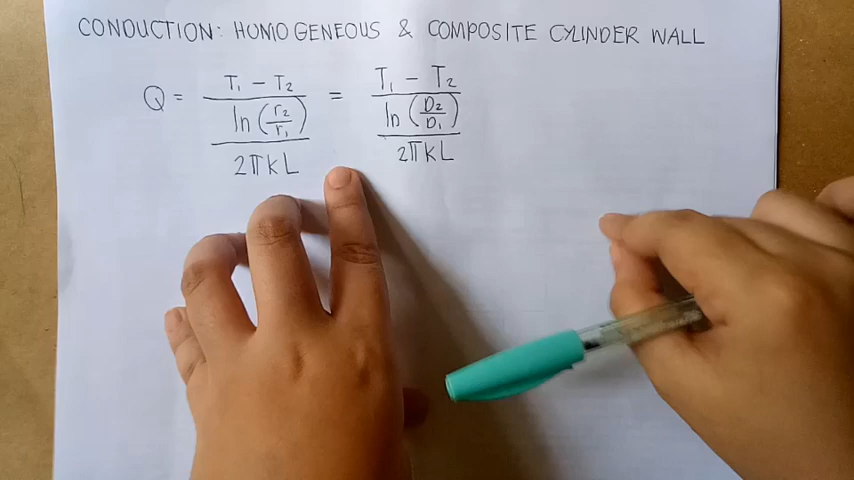 CONDUCTION: HOMOGENEOUS & COMPOSITE CYLINDER WALL
Q = T₁ - T₂ / (ln (r₂/r₁) / 2πkL) = T₁ - T₂ / (ln (D₂/D₁) / 2πkL)